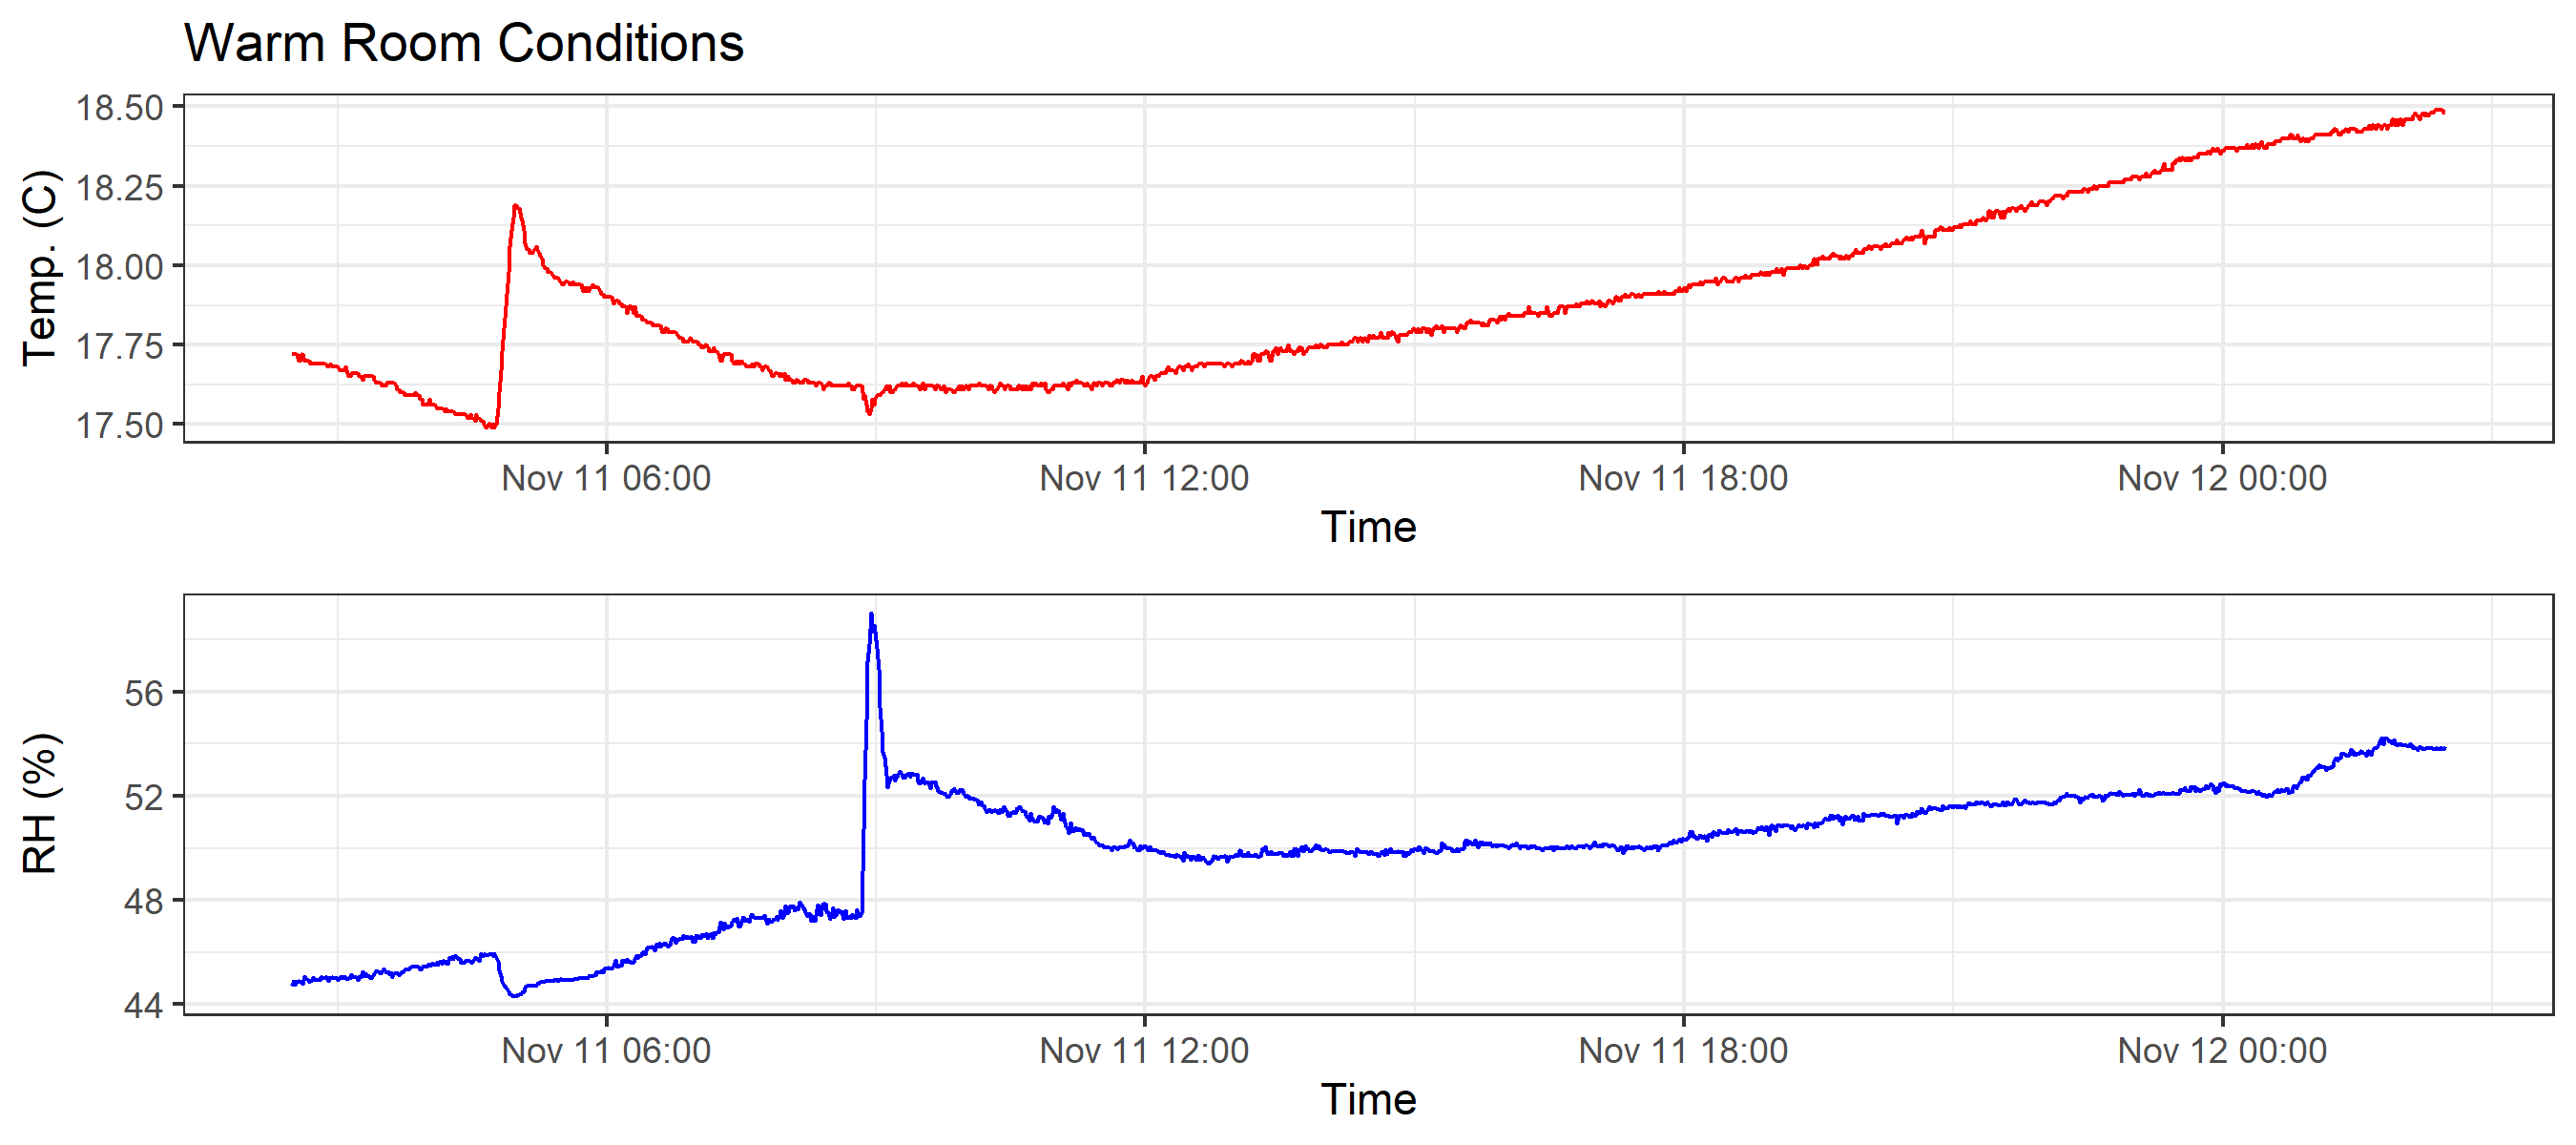 Warm Room Conditions
18.50
18.25
18.00
17.75
17.50
Temp. (C)
Nov 11 06:00 Nov 11 12:00 Nov 11 18:00 Nov 12 00:00
Time
56
52
48
44
RH (%)
Nov 11 06:00 Nov 11 12:00 Nov 11 18:00 Nov 12 00:00
Time